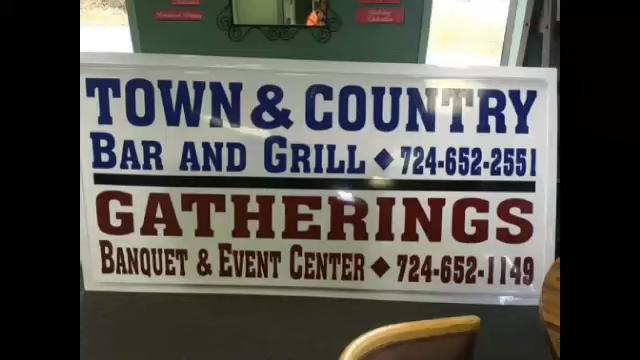 TOWN & COUNTRY
BAR AND GRILL ◆ 724-652-2551
GATHERINGS
BANQUET & EVENT CENTER ◆ 724-652-1149